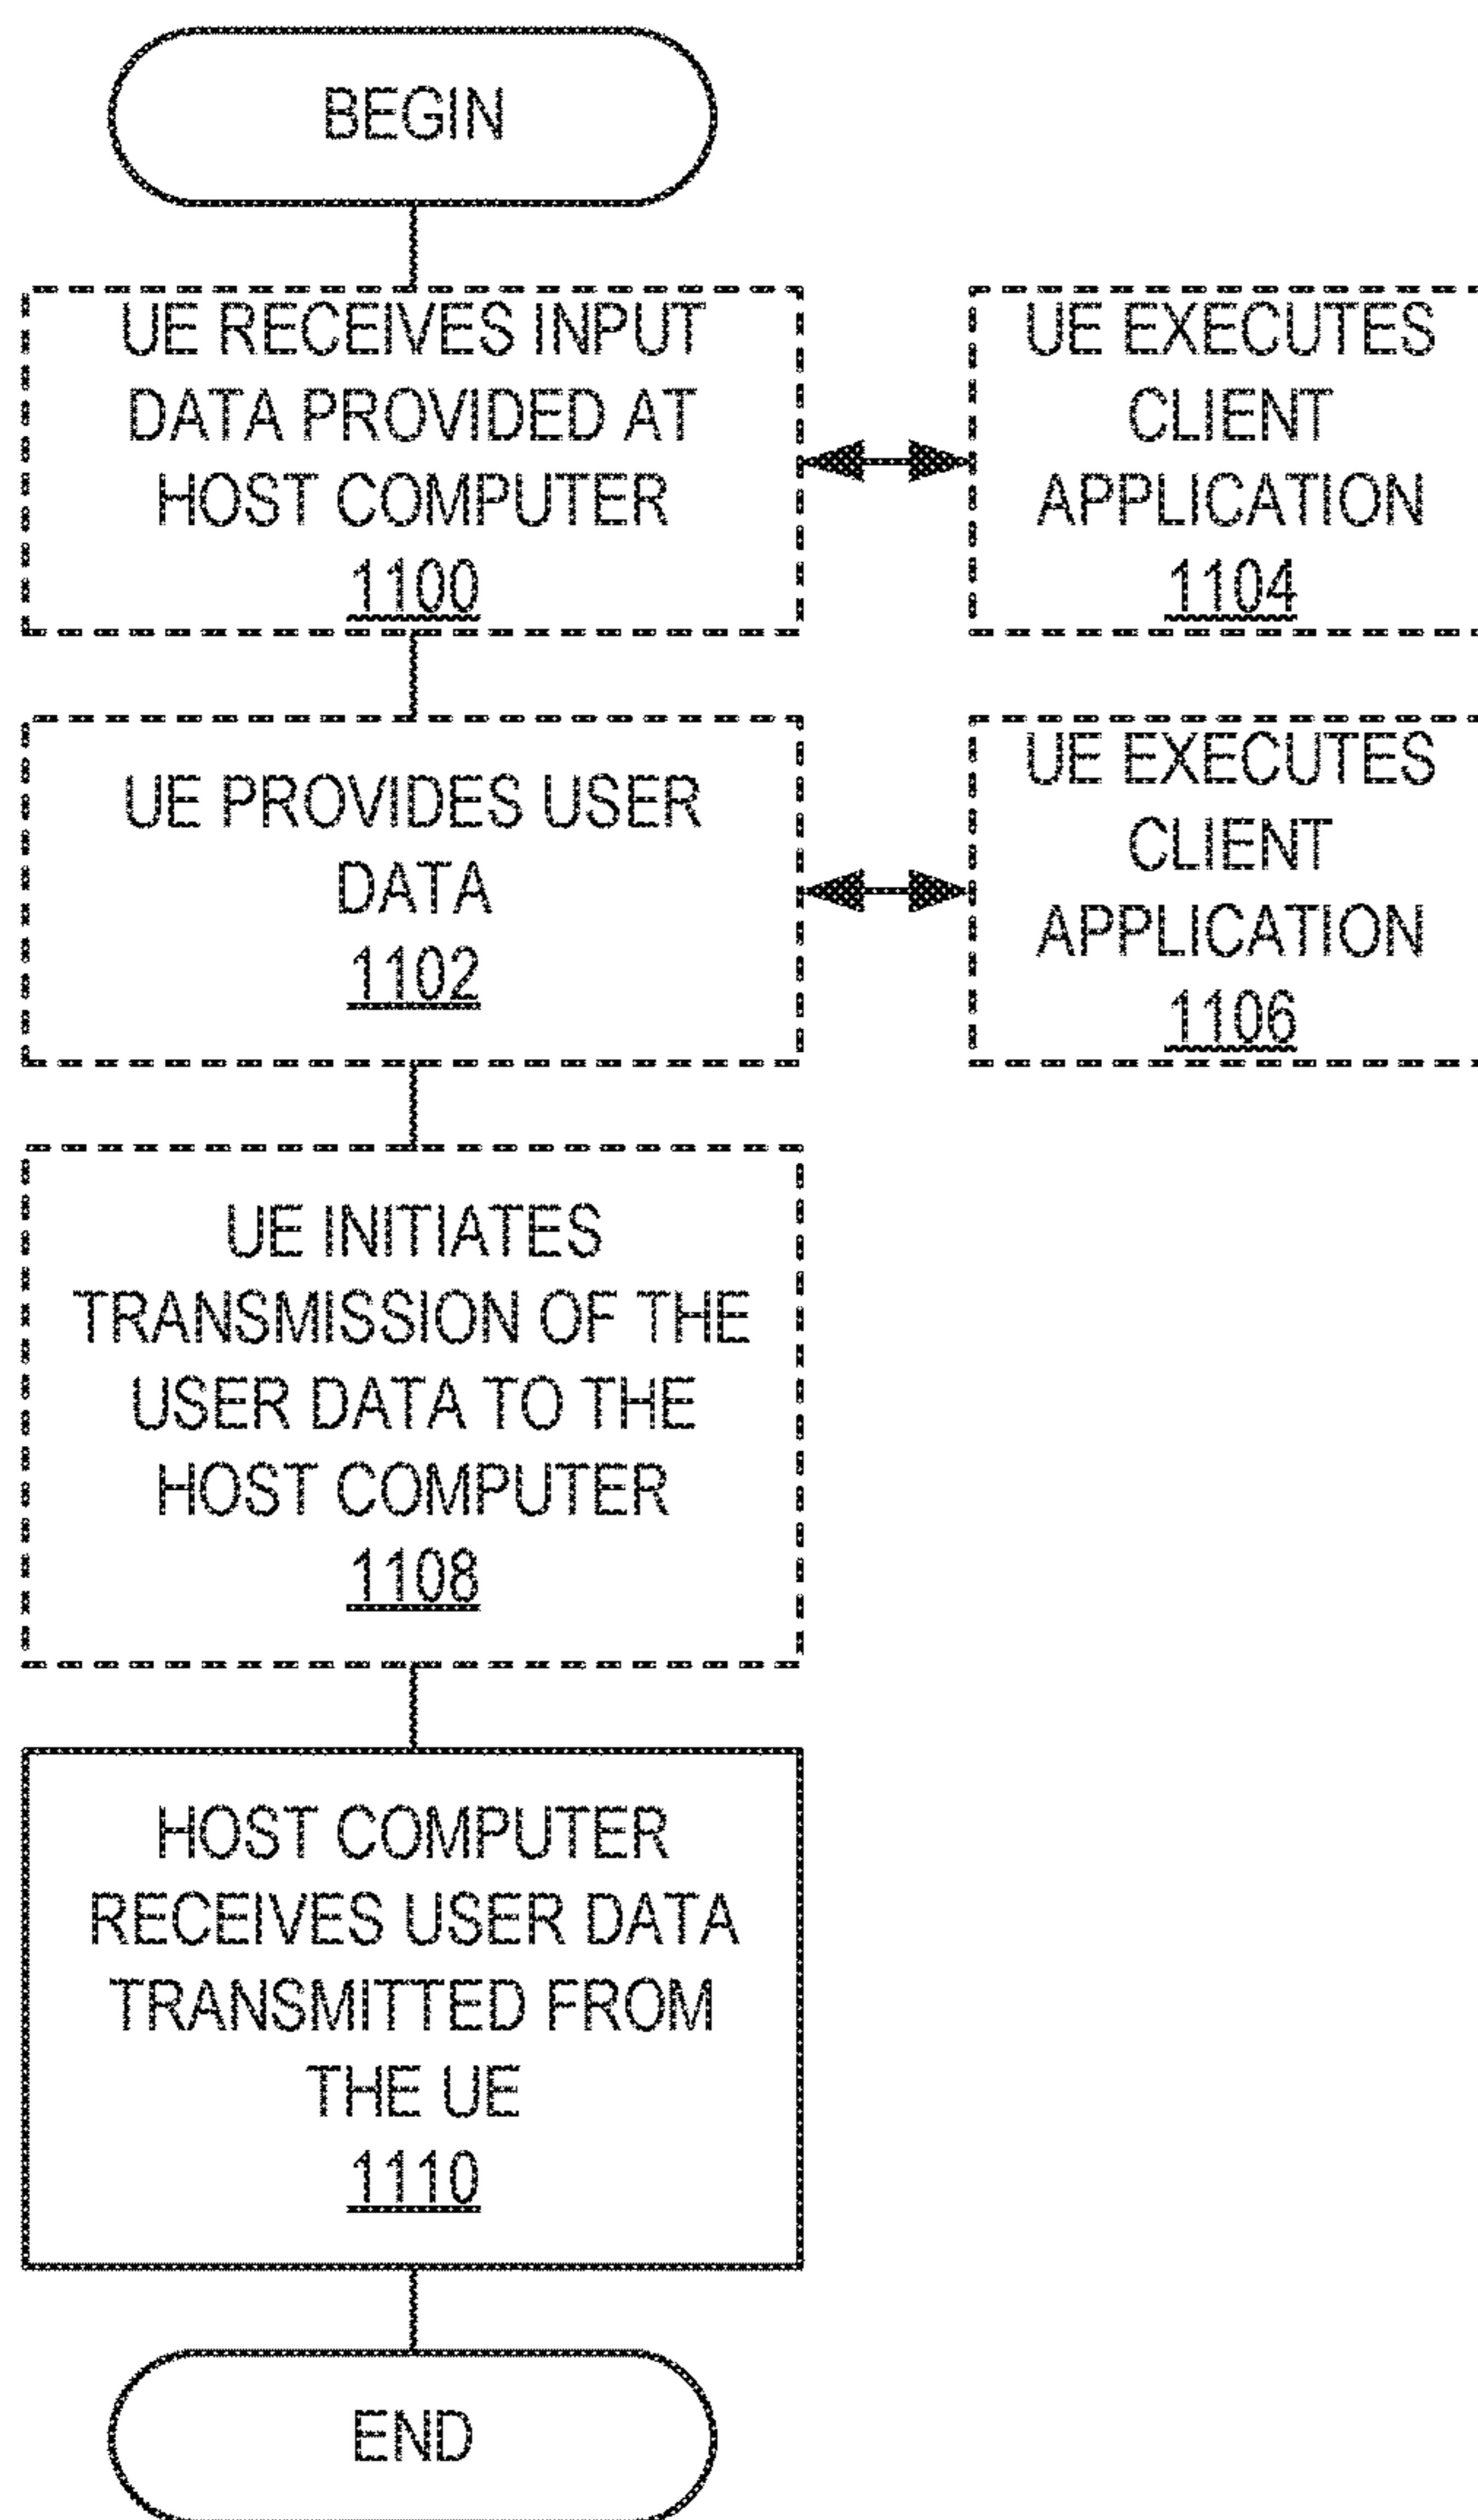 BEGIN
UE RECEIVES INPUT
DATA PROVIDED AT
HOST COMPUTER
1100
UE EXECUTES
CLIENT
APPLICATION
1104
UE PROVIDES USER
DATA
1102
UE EXECUTES
CLIENT
APPLICATION
1106
UE INITIATES
TRANSMISSION OF THE
USER DATA TO THE
HOST COMPUTER
1108
HOST COMPUTER
RECEIVES USER DATA
TRANSMITTED FROM
THE UE
1110
END